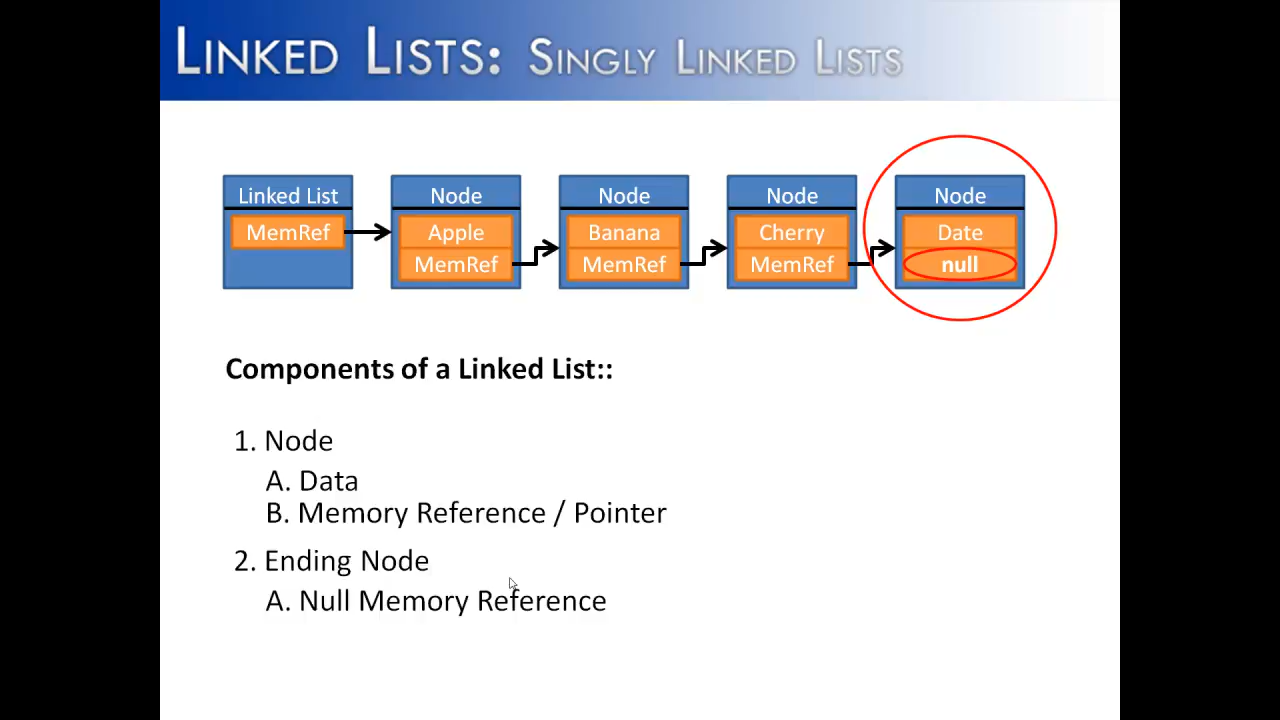 LINKED LISTS: SINGLY LINKED LISTS
Linked List
MemRef
Node
Apple
MemRef
Node
Banana
MemRef
Node
Cherry
MemRef
Node
Date
null
Components of a Linked List::
1. Node
A. Data
B. Memory Reference / Pointer
2. Ending Node
A. Null Memory Reference